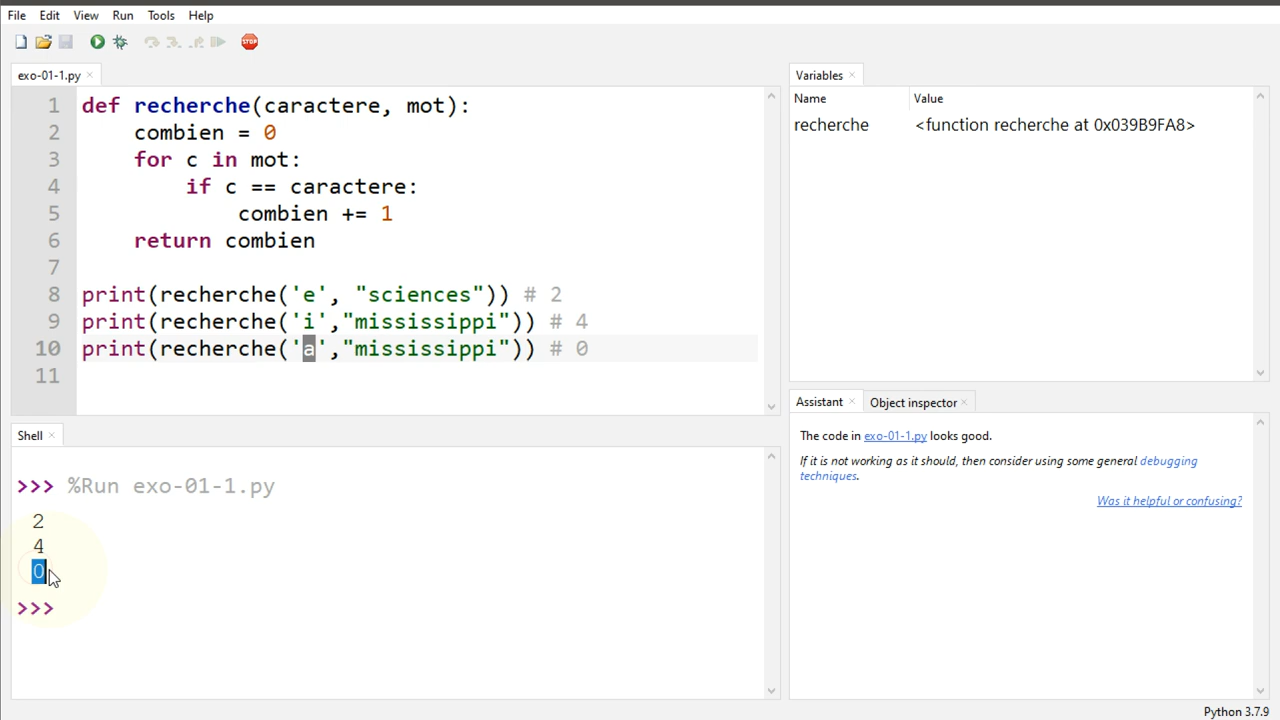 File Edit View Run Tools Help
STOP
exo-01-1.py
1 def recherche(caractere, mot):
2 combien = 0
3 for c in mot:
4 if c == caractere:
5 combien += 1
6 return combien
7
8 print(recherche('e', "sciences")) # 2
9 print(recherche('i',"mississippi")) # 4
10 print(recherche('a',"mississippi")) # 0
11
Shell
>>> %Run exo-01-1.py
2
4
0
>>>
Variables
Name Value
recherche <function recherche at 0x039B9FA8>
Assistant Object inspector
The code in exo-01-1.py looks good.
If it is not working as it should, then consider using some general debugging
techniques.
Was it helpful or confusing?
Python 3.7.9